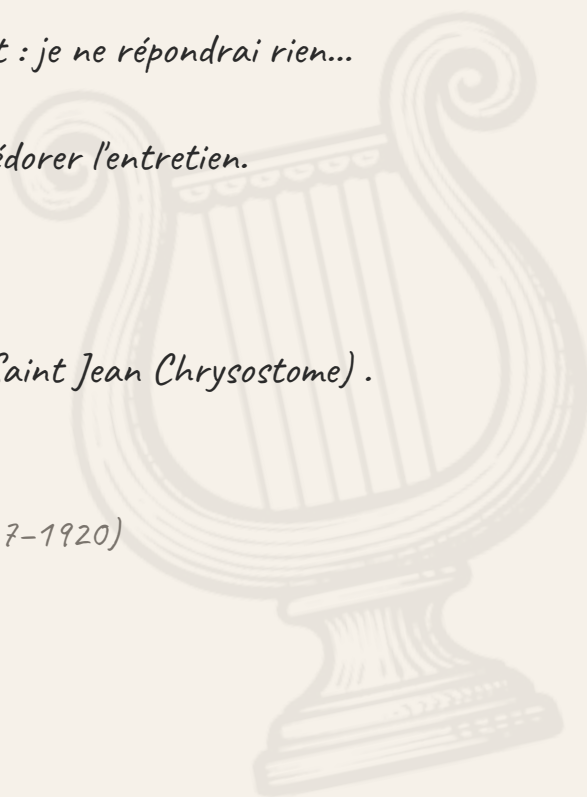 t : je ne répondrai rien...
édorer l'entretien.
Saint Jean Chrysostome) .
7-1920)